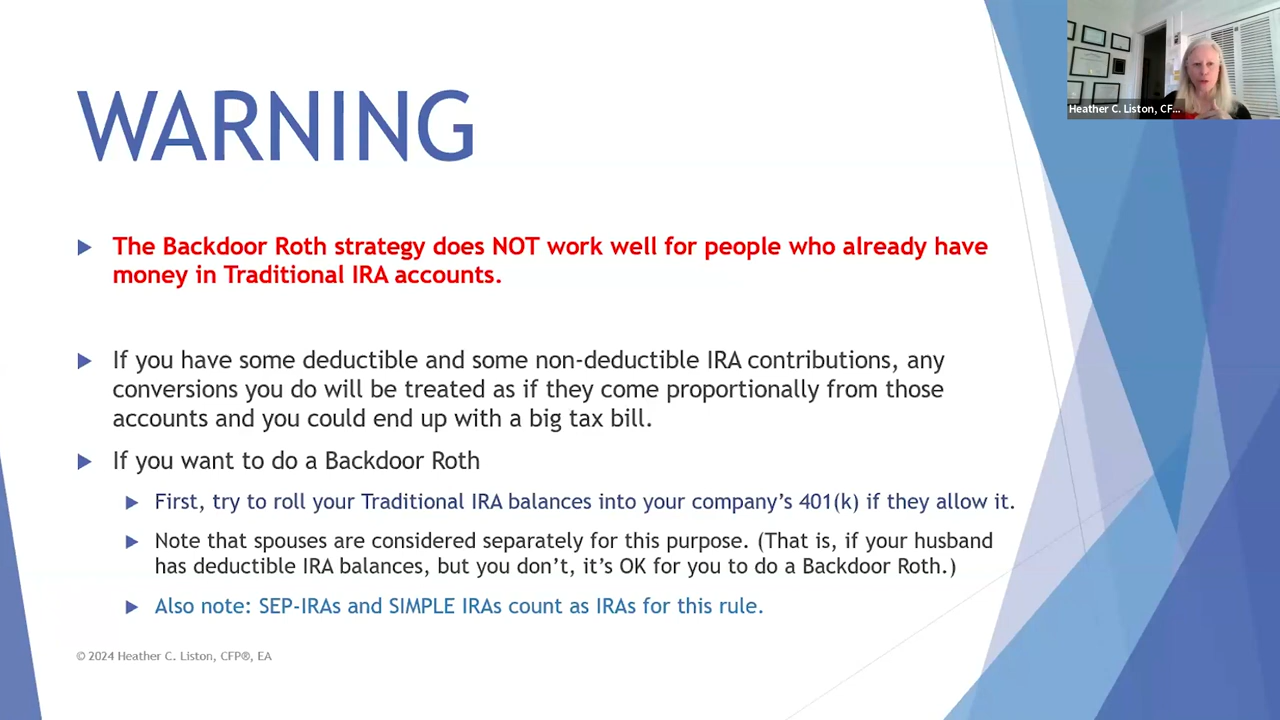 WARNING
The Backdoor Roth strategy does NOT work well for people who already have
money in Traditional IRA accounts.
If you have some deductible and some non-deductible IRA contributions, any
conversions you do will be treated as if they come proportionally from those
accounts and you could end up with a big tax bill.
If you want to do a Backdoor Roth
First, try to roll your Traditional IRA balances into your company's 401(k) if they allow it.
Note that spouses are considered separately for this purpose. (That is, if your husband
has deductible IRA balances, but you don't, it's OK for you to do a Backdoor Roth.)
Also note: SEP-IRAs and SIMPLE IRAs count as IRAs for this rule.
© 2024 Heather C. Liston, CFP®, EA
Heather C. Liston, CF...